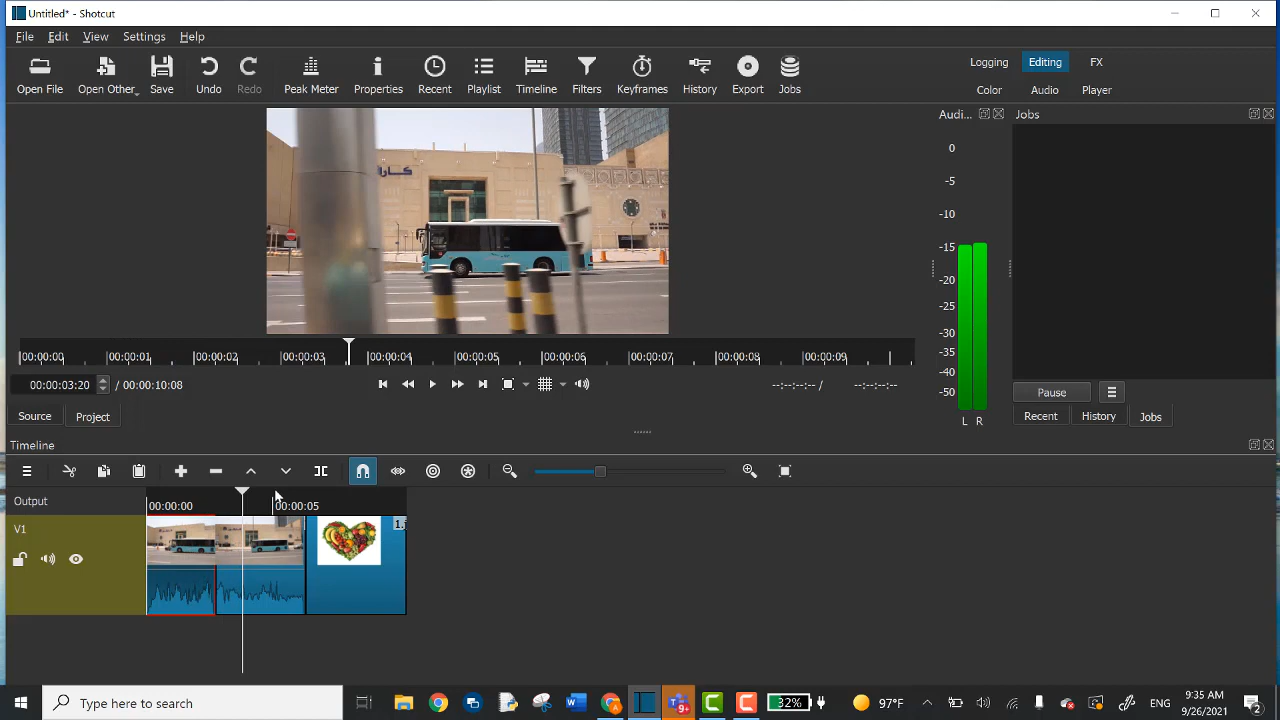 Untitled* - Shotcut
File Edit View Settings Help
Open File Open Other Save Undo Redo Peak Meter Properties Recent Playlist Timeline Filters Keyframes History Export Jobs
Logging Editing FX
Color Audio Player
Audi...
Jobs
0
-5
-10
-15
-20
-25
-30
-35
-40
-50
L R
00:00:00 00:00:01 00:00:02 00:00:03 00:00:04 00:00:05 00:00:06 00:00:07 00:00:08 00:00:09
00:00:03:20 / 00:00:10:08
--:--:--:-- / --:--:--:--
Pause
Source Project
Recent History Jobs
Timeline
Output
00:00:00 00:00:05
V1
1.j
Type here to search
T
9+
32%
97°F
ENG
9:35 AM
9/26/2021
2